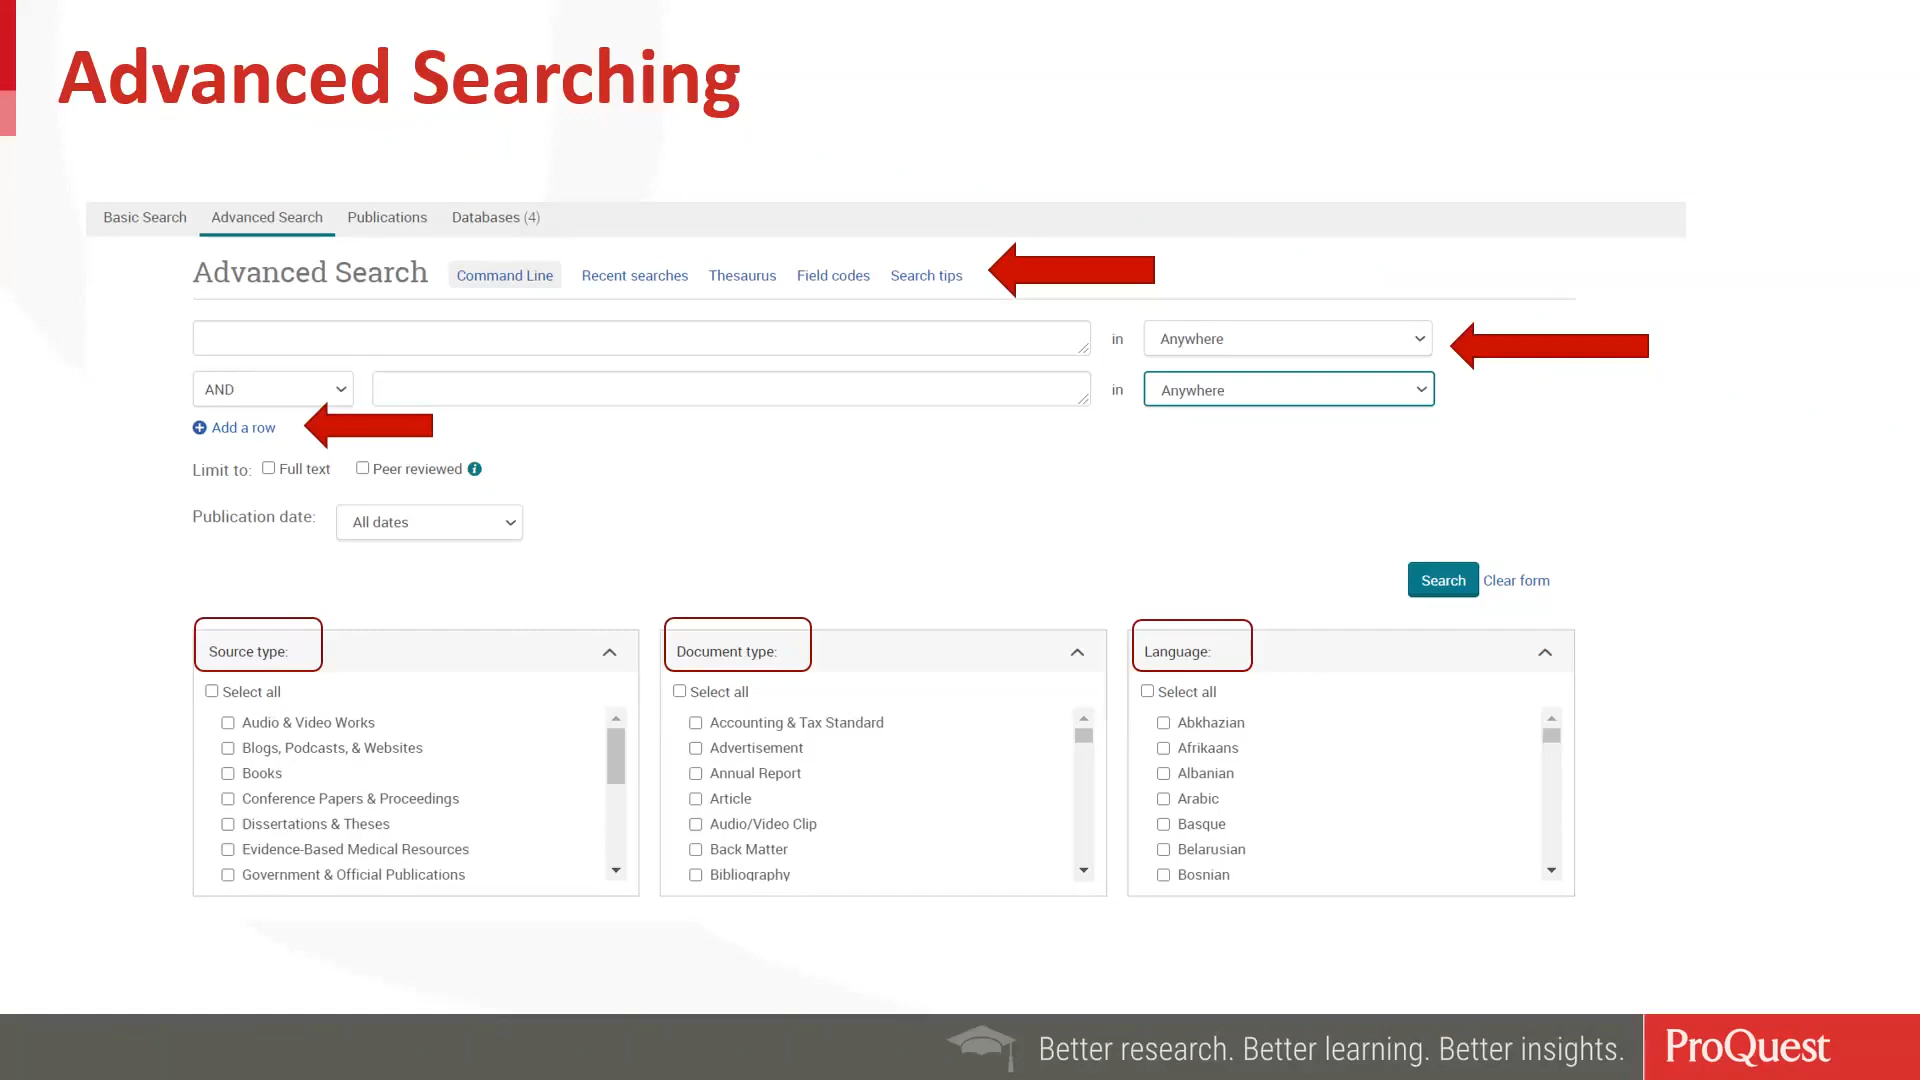 Advanced Searching
Basic Search Advanced Search Publications Databases (4)
Advanced Search Command Line Recent searches Thesaurus Field codes Search tips
in Anywhere
AND in Anywhere
Add a row
Limit to: Full text Peer reviewed
Publication date: All dates
Search Clear form
Source type:
Select all
Audio & Video Works
Blogs, Podcasts, & Websites
Books
Conference Papers & Proceedings
Dissertations & Theses
Evidence-Based Medical Resources
Government & Official Publications
Document type:
Select all
Accounting & Tax Standard
Advertisement
Annual Report
Article
Audio/Video Clip
Back Matter
Bibliography
Language:
Select all
Abkhazian
Afrikaans
Albanian
Arabic
Basque
Belarusian
Bosnian
Better research. Better learning. Better insights.
ProQuest